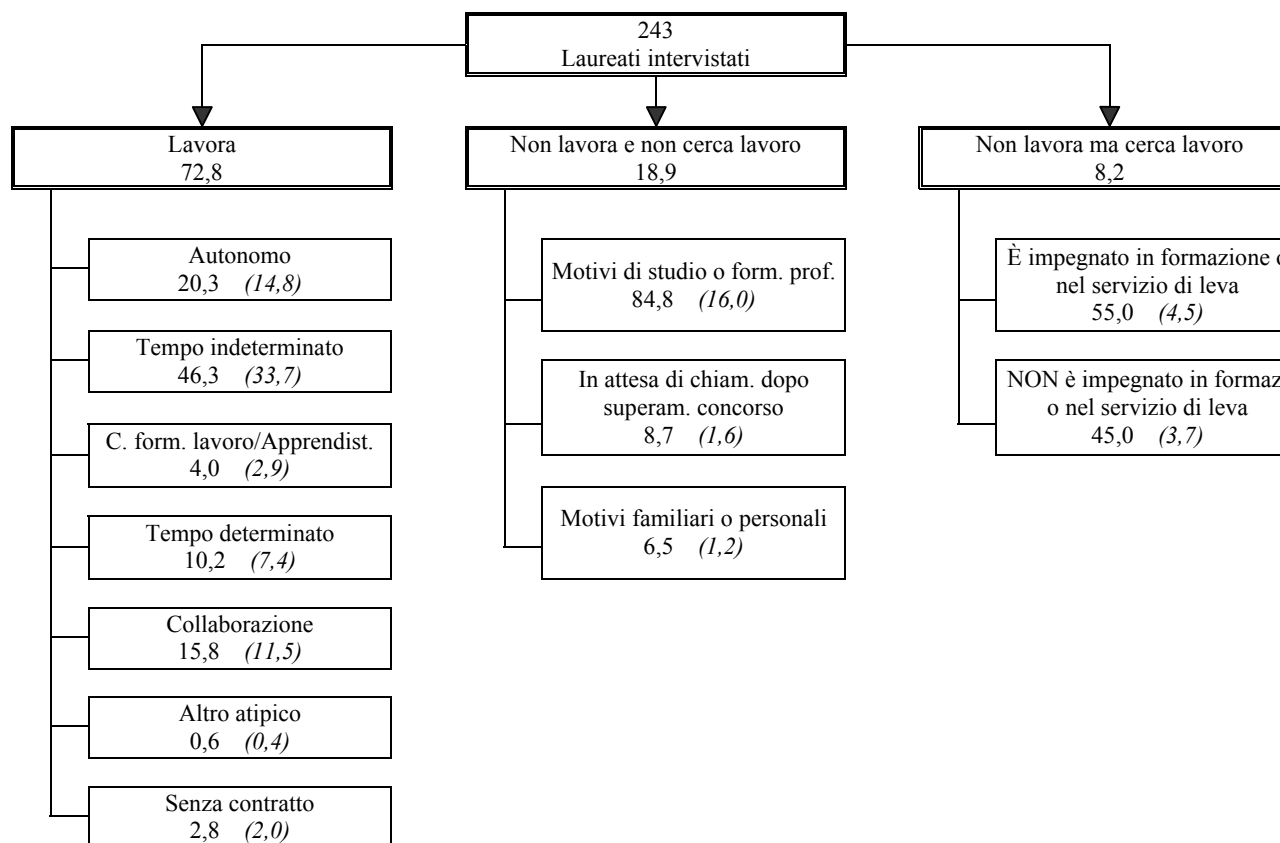 243
Laureati intervistati
Lavora
72,8
Non lavora e non cerca lavoro
18,9
Non lavora ma cerca lavoro
8,2
Autonomo
20,3 (14,8)
Tempo indeterminato
46,3 (33,7)
C. form. lavoro/Apprendist.
4,0 (2,9)
Tempo determinato
10,2 (7,4)
Collaborazione
15,8 (11,5)
Altro atipico
0,6 (0,4)
Senza contratto
2,8 (2,0)
Motivi di studio o form. prof.
84,8 (16,0)
In attesa di chiam. dopo
superam. concorso
8,7 (1,6)
Motivi familiari o personali
6,5 (1,2)
È impegnato in formazione
nel servizio di leva
55,0 (4,5)
NON è impegnato in
o nel servizio di leva
45,0 (3,7)